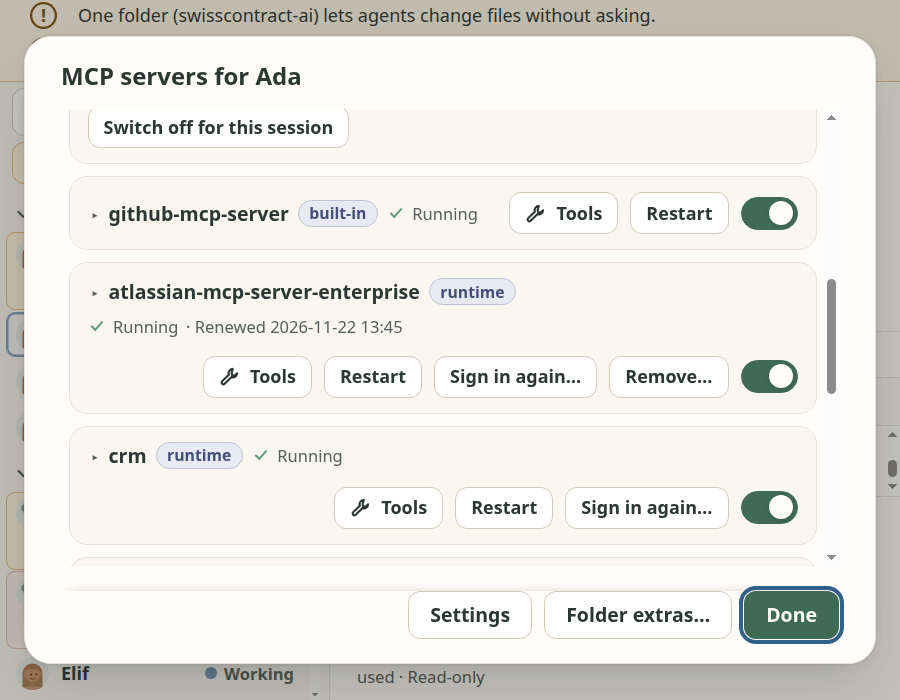 One folder (swisscontract-ai) lets agents change files without asking.
MCP servers for Ada
Switch off for this session
github-mcp-server built-in Running Tools Restart
atlassian-mcp-server-enterprise runtime
Running · Renewed 2026-11-22 13:45
Tools Restart Sign in again... Remove...
crm runtime Running
Tools Restart Sign in again...
Settings Folder extras... Done
Elif Working
used · Read-only